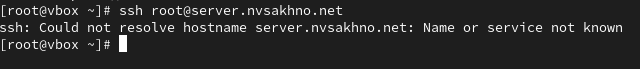 [root@vbox ~]# ssh root@server.nvsakhno.net
ssh: Could not resolve hostname server.nvsakhno.net: Name or service not known
[root@vbox ~]#